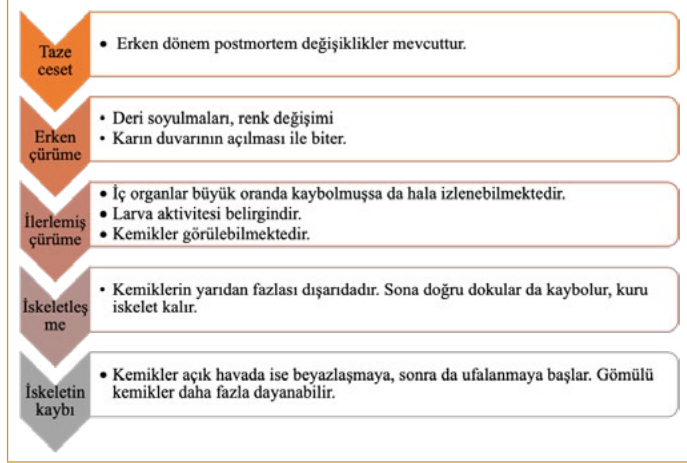 Taze
ceset
• Erken dönem postmortem değişiklikler mevcuttur.
Erken
çürüme
• Deri soyulmaları, renk değişimi
• Karın duvarının açılması ile biter.
İlerlemiş
çürüme
• İç organlar büyük oranda kaybolmuşsa da hala izlenebilmektedir.
• Larva aktivitesi belirgindir.
• Kemikler görülebilmektedir.
İskeletleş
me
• Kemiklerin yarıdan fazlası dışarıdadır. Sona doğru dokular da kaybolur, kuru
iskelet kalır.
İskeletin
kaybı
• Kemikler açık havada ise beyazlaşmaya, sonra da ufalanmaya başlar. Gömülü
kemikler daha fazla dayanabilir.